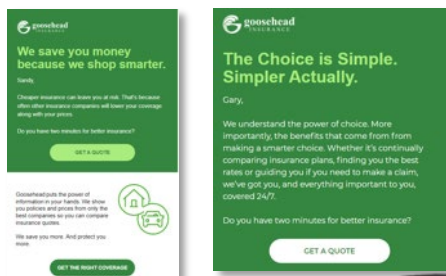 goosehead
INSURANCE
We save you money
because we shop smarter.
Sandy,
Cheaper insurance can leave you at risk. That's because
often other insurance companies will lower your coverage
along with your prices.
Do you have two minutes for better insurance?
GET A QUOTE
Goosehead puts the power of
information in your hands. We show
you policies and prices from only the
best companies so you can compare
insurance quotes.
We save you more. And protect you
more.
GET THE RIGHT COVERAGE
goosehead
INSURANCE
The Choice is Simple.
Simpler Actually.
Gary,
We understand the power of choice. More
importantly, the benefits that come from from
making a smarter choice. Whether it's continually
comparing insurance plans, finding you the best
rates or guiding you if you need to make a claim,
we've got you, and everything important to you,
covered 24/7.
Do you have two minutes for better insurance?
GET A QUOTE